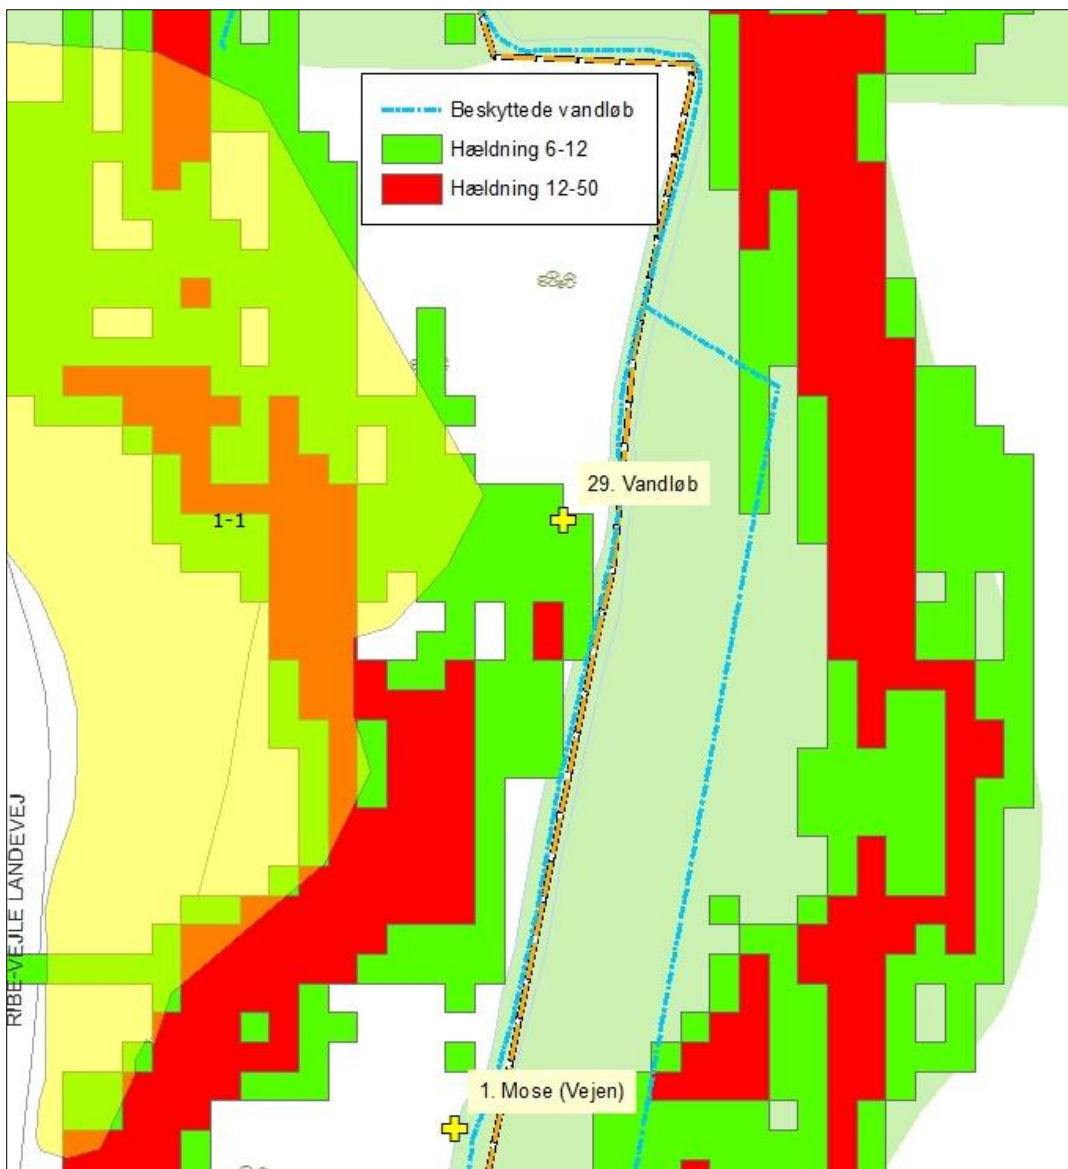 Beskyttede vandløb
Hældning 6-12
Hældning 12-50
29. Vandløb
1-1
RIBE-VEJLE LANDEVEJ
1. Mose (Vejen)